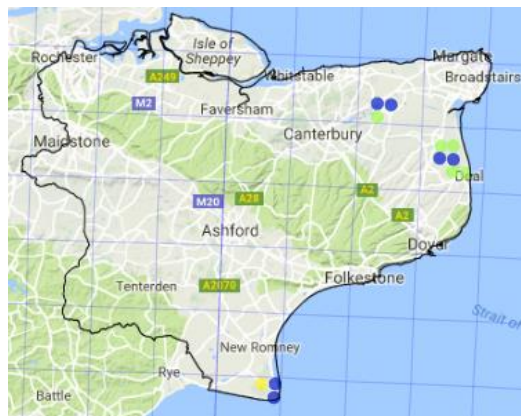 Isle of
Sheppey
Rochester
Margate
A249
Whitstable
Broadstairs
M2
Faversham
Canterbury
Maidstone
Deal
A28
A2
M20
A2
Ashford
Dover
Folkestone
Tenterden
A2070
Strait of
New Romney
Rye
Battle